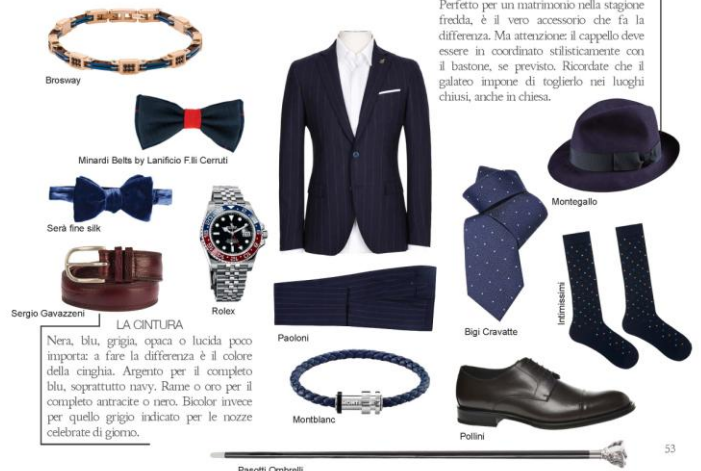 Perfetto per un matrimonio nella stagione
fredda, è il vero accessorio che fa la
differenza. Ma attenzione: il cappello deve
essere in coordinato stilisticamente con
il bastone, se previsto. Ricordate che il
galateo impone di toglierlo nei luoghi
chiusi, anche in chiesa.
Brosway
Minardi Belts by Lanificio F.lli Cerruti
Serà fine silk
Montegallo
Sergio Gavazzeni
Rolex
Intimissimi
Bigi Cravatte
Paoloni
LA CINTURA
Nera, blu, grigia, opaca o lucida poco
importa: a fare la differenza è il colore
della cinghia. Argento per il completo
blu, soprattutto navy. Rame o oro per il
completo antracite o nero. Bicolor invece
per quello grigio indicato per le nozze
celebrate di giorno.
Montblanc
Pollini
53
Pasotti Ombrelli